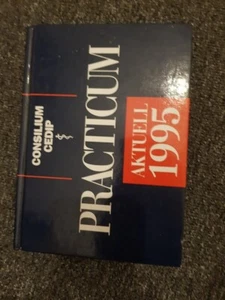 CONSILIUM
CEDIP
PRACTICUM
AKTUELL
1995